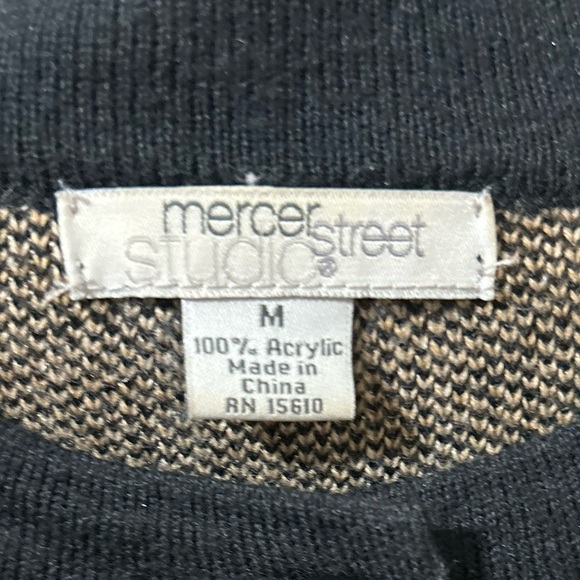 mercer street
studio®
M
100% Acrylic
Made in
China
RN 15610